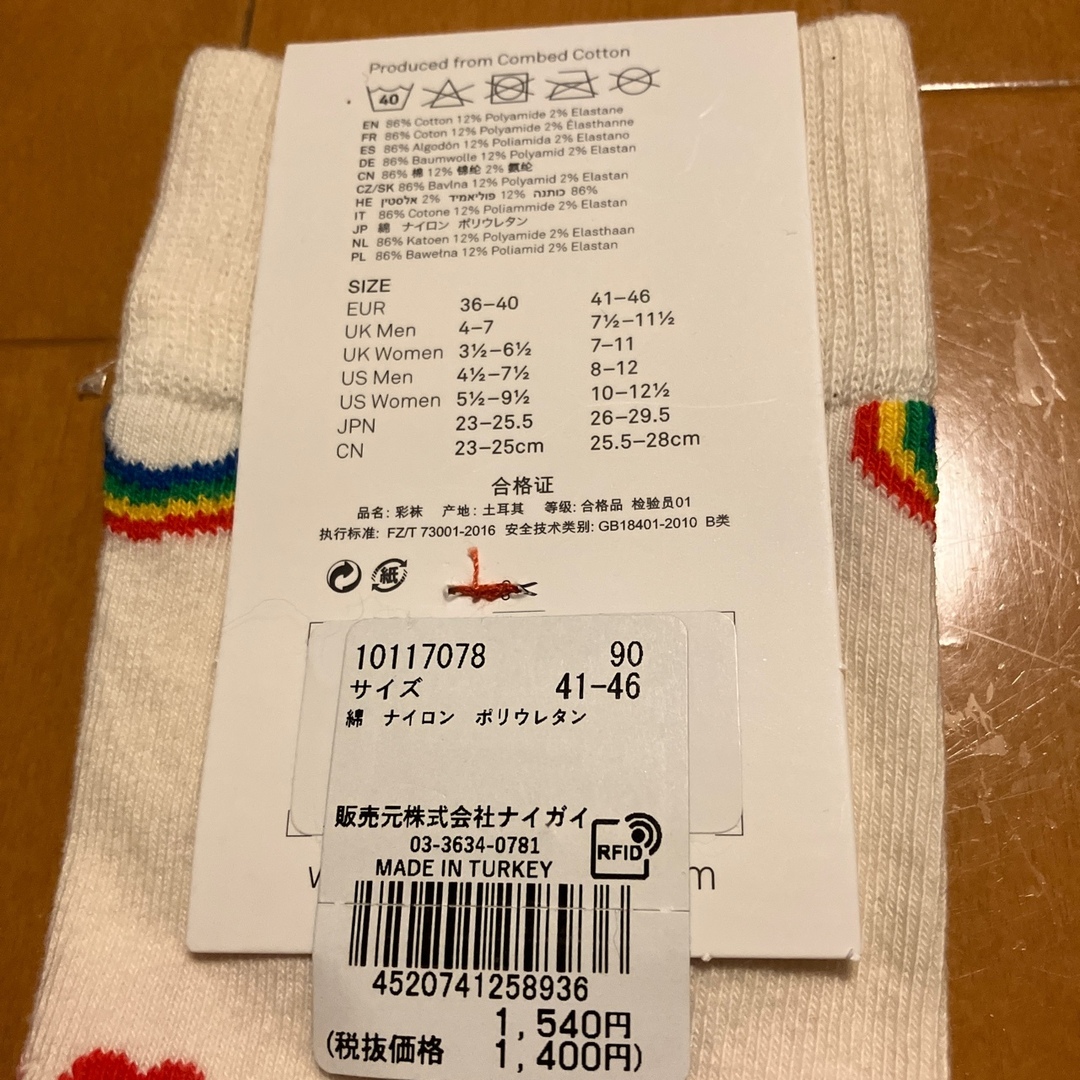 Produced from Combed Cotton
40
EN 86% Cotton 12% Polyamide 2% Elastane
FR 86% Coton 12% Polyamide 2% Élasthanne
ES 86% Algodón 12% Poliamida 2% Elastano
DE 86% Baumwolle 12% Polyamid 2% Elastan
CN 86% 棉 12% 锦纶 2% 氨纶
CZ/SK 86% Bavlna 12% Polyamid 2% Elastan
HE 86% כותנה 12% פוליאמיד 2% אלסטין
IT 86% Cotone 12% Poliammide 2% Elastan
JP 綿 ナイロン ポリウレタン
NL 86% Katoen 12% Polyamide 2% Elasthaan
PL 86% Bawełna 12% Poliamid 2% Elastan
SIZE
EUR 36–40 41–46
UK Men 4–7 7½–11½
UK Women 3½–6½ 7–11
US Men 4½–7½ 8–12
US Women 5½–9½ 10–12½
JPN 23–25.5 26–29.5
CN 23–25cm 25.5–28cm
合格证
品名: 彩袜 产地: 土耳其 等级: 合格品 检验员01
执行标准: FZ/T 73001-2016 安全技术类别: GB18401-2010 B类
紙
10117078 90
サイズ 41-46
綿 ナイロン ポリウレタン
販売元株式会社ナイガイ
03-3634-0781
RFID
MADE IN TURKEY
4520741258936
1,540円
(税抜価格 1,400円)